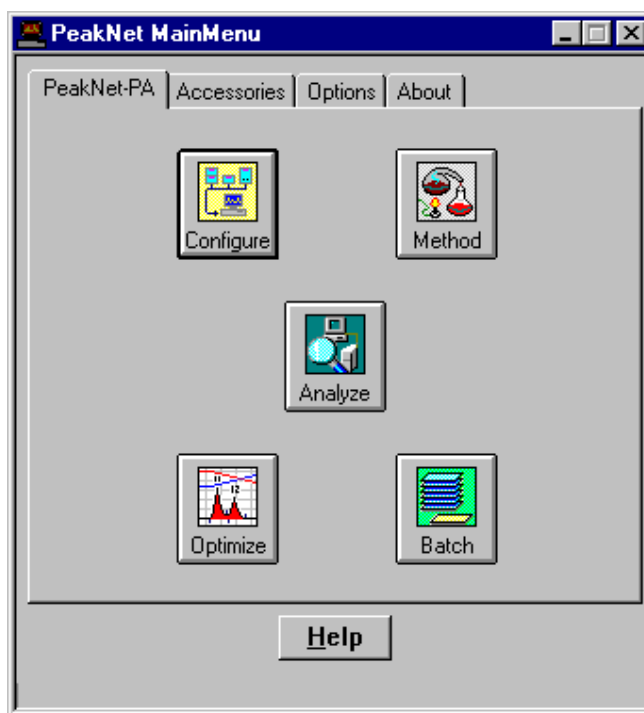 PeakNet MainMenu
PeakNet-PA Accessories Options About
Configure Method
Analyze
Optimize Batch
Help